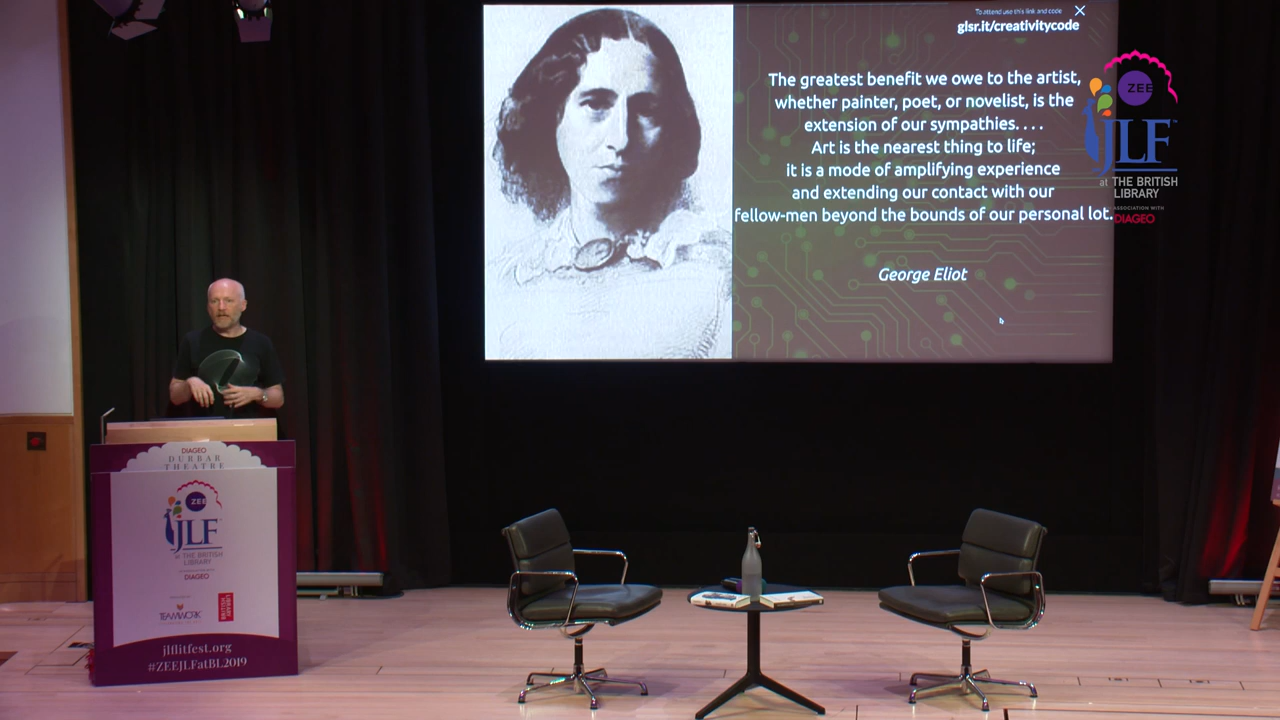 To attend use this link and code
glsr.it/creativitycode
The greatest benefit we owe to the artist,
whether painter, poet, or novelist, is the
extension of our sympathies. . . .
Art is the nearest thing to life;
it is a mode of amplifying experience
and extending our contact with our
fellow-men beyond the bounds of our personal lot.
George Eliot
ZEE
JLF
at THE BRITISH
LIBRARY
ASSOCIATION WITH
DIAGEO
DIAGEO
DURBAR
THEATRE
ZEE
JLF
at THE BRITISH
LIBRARY
DIAGEO
TEAMWORK
jlflitfest.org
#ZEEJLFatBL2019